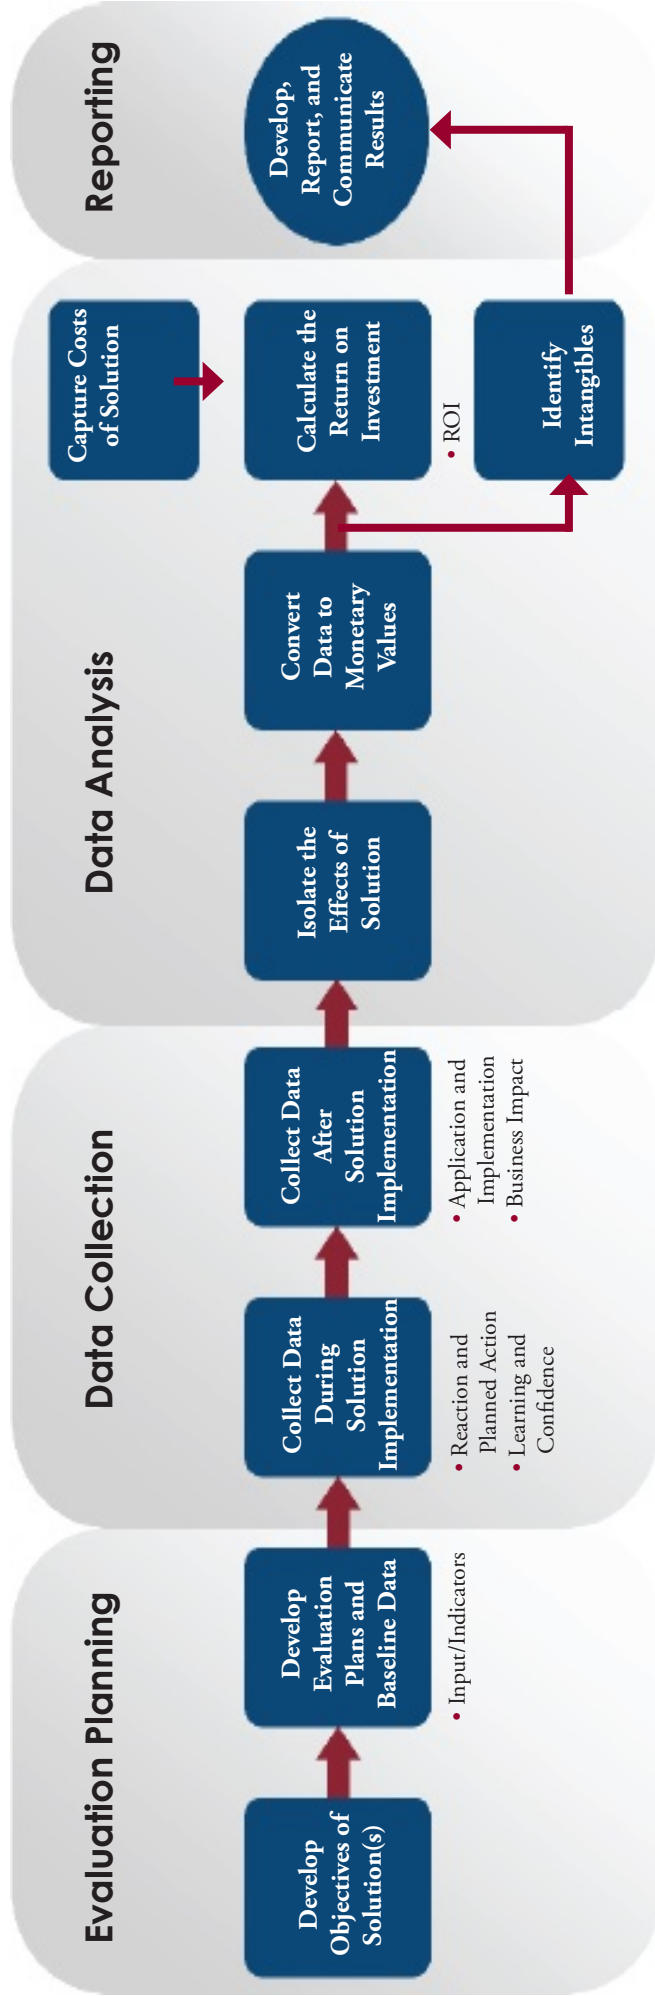 Evaluation Planning
Develop
Objectives of
Solution(s)
Develop
Evaluation
Plans and
Baseline Data
• Input/Indicators
Data Collection
Collect Data
During
Solution
Implementation
• Reaction and
Planned Action
• Learning and
Confidence
Collect Data
After
Solution
Implementation
• Application and
Implementation
• Business Impact
Data Analysis
Isolate the
Effects of
Solution
Convert
Data to
Monetary
Values
Capture Costs
of Solution
Calculate the
Return on
Investment
• ROI
Identify
Intangibles
Reporting
Develop,
Report, and
Communicate
Results